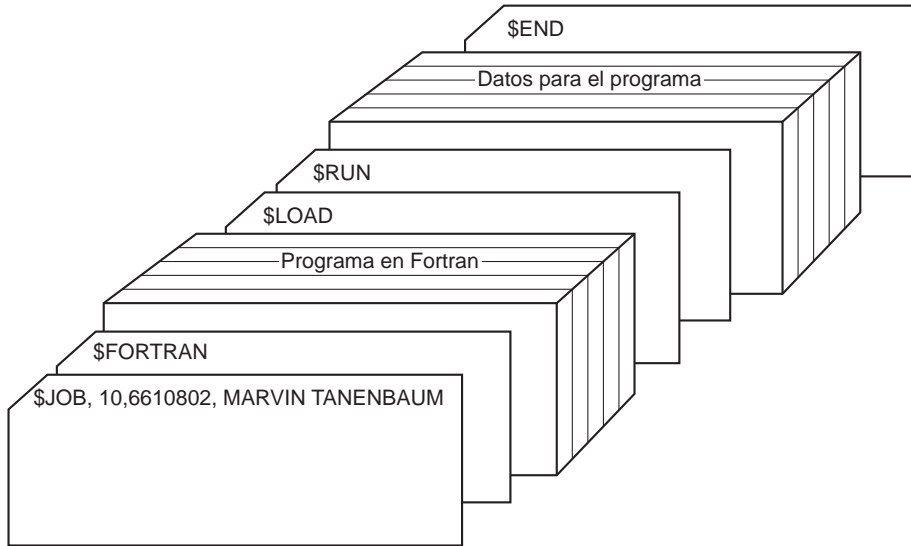 $END
Datos para el programa
$RUN
$LOAD
Programa en Fortran
$FORTRAN
$JOB, 10,6610802, MARVIN TANENBAUM